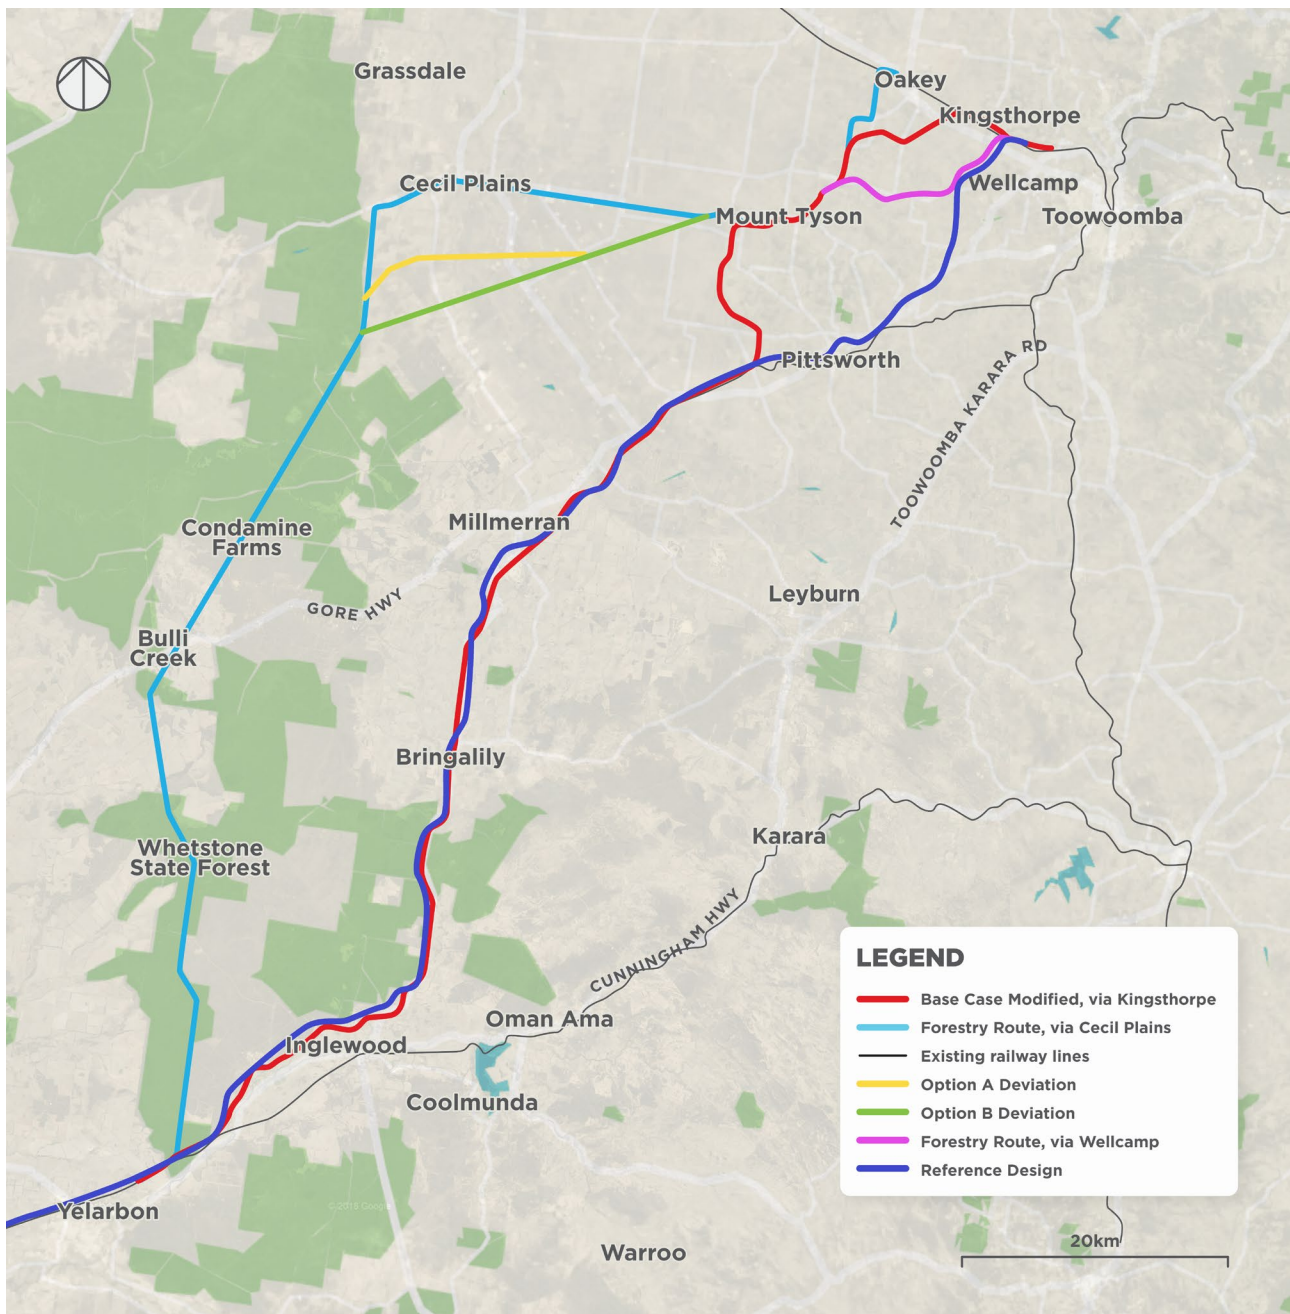 Grassdale
Oakey
Kingsthorpe
Cecil Plains
Wellcamp
Mount Tyson
Toowoomba
Pittsworth
TOOWOOMBA KARARA RD
Millmerran
Condamine
Farms
GORE HWY
Leyburn
Bulli
Creek
Bringalily
Karara
Whetstone
State Forest
CUNNINGHAM HWY
Oman Ama
Inglewood
Coolmunda
Yelarbon
© 2018 Google
Warroo
LEGEND
Base Case Modified, via Kingsthorpe
Forestry Route, via Cecil Plains
Existing railway lines
Option A Deviation
Option B Deviation
Forestry Route, via Wellcamp
Reference Design
20km